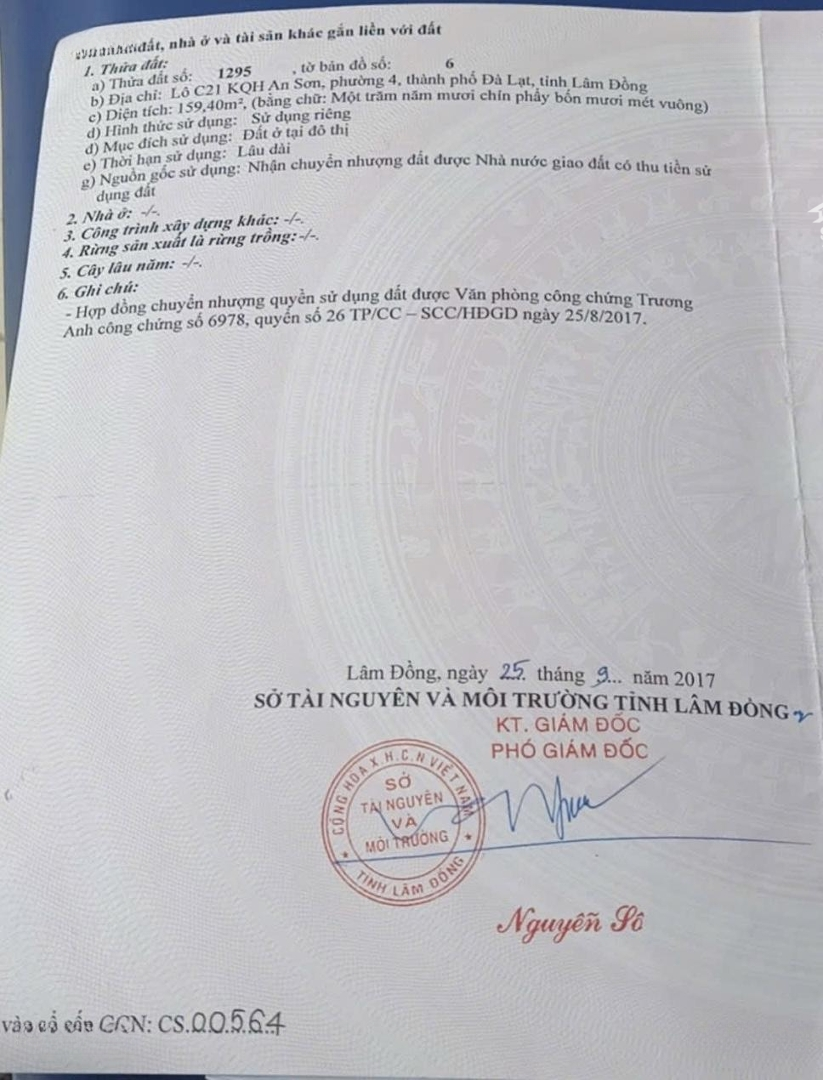 đất, nhà ở và tài sản khác gắn liền với đất
1. Thửa đất:
a) Thửa đất số: 1295 , tờ bản đồ số: 6
b) Địa chỉ: Lô C21 KQH An Sơn, phường 4, thành phố Đà Lạt, tỉnh Lâm Đồng
c) Diện tích: 159,40m², (bằng chữ: Một trăm năm mươi chín phẩy bốn mươi mét vuông)
d) Hình thức sử dụng: Sử dụng riêng
đ) Mục đích sử dụng: Đất ở tại đô thị
e) Thời hạn sử dụng: Lâu dài
g) Nguồn gốc sử dụng: Nhận chuyển nhượng đất được Nhà nước giao đất có thu tiền sử
dụng đất
2. Nhà ở: -/-.
3. Công trình xây dựng khác: -/-.
4. Rừng sản xuất là rừng trồng: -/-.
5. Cây lâu năm: -/-.
6. Ghi chú:
- Hợp đồng chuyển nhượng quyền sử dụng đất được Văn phòng công chứng Trương
Anh công chứng số 6978, quyển số 26 TP/CC – SCC/HĐGD ngày 25/8/2017.
Lâm Đồng, ngày 25. tháng 9... năm 2017
SỞ TÀI NGUYÊN VÀ MÔI TRƯỜNG TỈNH LÂM ĐỒNG
KT. GIÁM ĐỐC
PHÓ GIÁM ĐỐC
CỘNG HÒA X.H.C.N VIỆT NAM
SỞ
TÀI NGUYÊN
VÀ
MÔI TRƯỜNG
TỈNH LÂM ĐỒNG
Nguyễn Sô
vào sổ cấp GCN: CS.00564